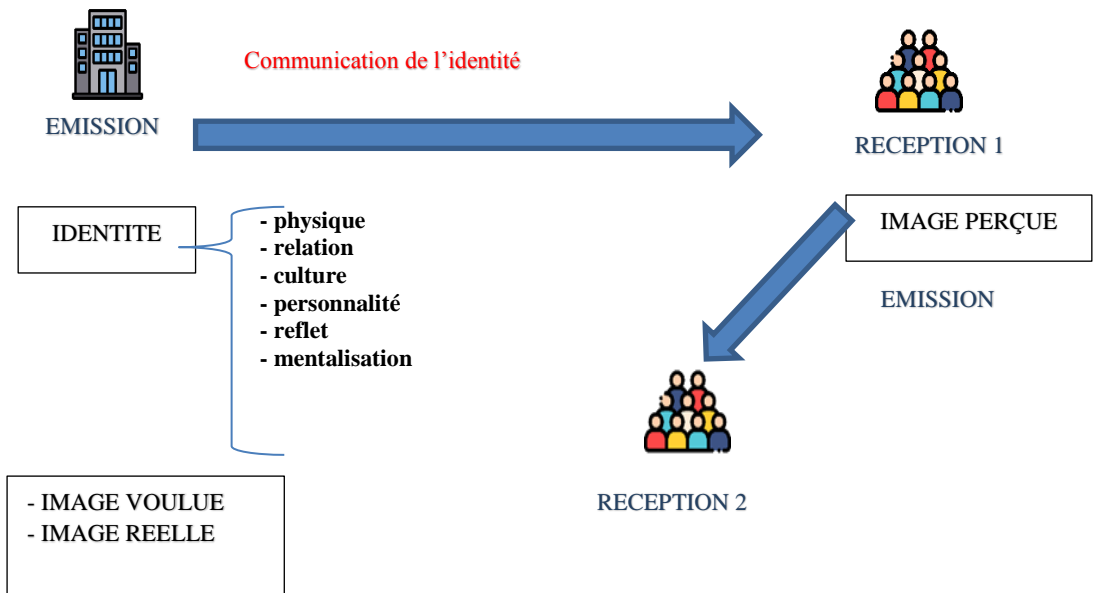 Communication de l'identité
EMISSION
RECEPTION 1
IDENTITE
- physique
- relation
- culture
- personnalité
- reflet
- mentalisation
IMAGE PERÇUE
EMISSION
RECEPTION 2
- IMAGE VOULUE
- IMAGE REELLE